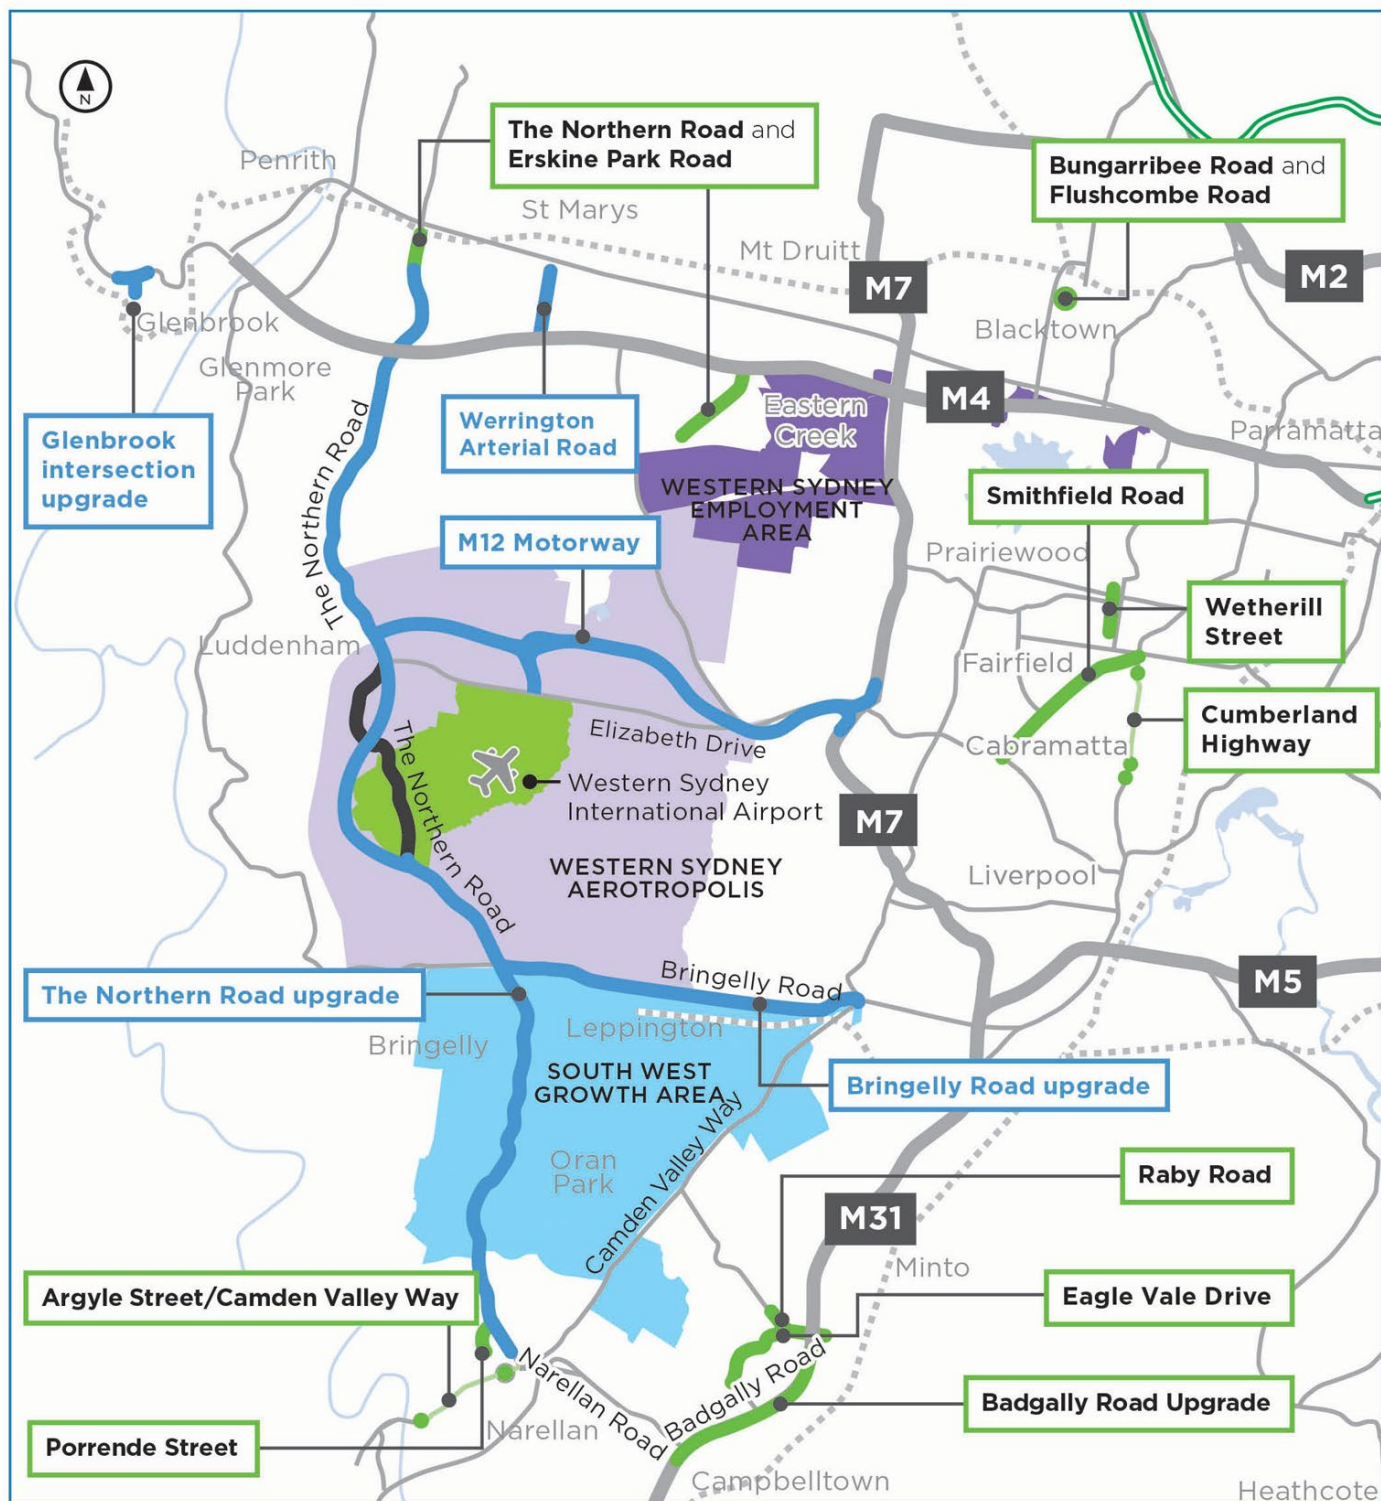 N
The Northern Road and
Erskine Park Road
Penrith
St Marys
Bungarribee Road and
Flushcombe Road
Mt Druitt
M7
M2
Glenbrook
Blacktown
Glenmore
Park
M4
Eastern
Creek
Parramatta
Glenbrook
intersection
upgrade
Werrington
Arterial Road
The Northern Road
WESTERN SYDNEY
EMPLOYMENT
AREA
Smithfield Road
M12 Motorway
Prairiewood
Wetherill
Street
Luddenham
Fairfield
Cumberland
Highway
Elizabeth Drive
Cabramatta
The Northern Road
Western Sydney
International Airport
M7
WESTERN SYDNEY
AEROTROPOLIS
Liverpool
The Northern Road upgrade
Bringelly Road
M5
Leppington
Bringelly
SOUTH WEST
GROWTH AREA
Bringelly Road upgrade
Camden Valley Way
Oran
Park
Raby Road
M31
Minto
Argyle Street/Camden Valley Way
Eagle Vale Drive
Narellan Road
Badgally Road
Badgally Road Upgrade
Narellan
Porrende Street
Campbelltown
Heathcote